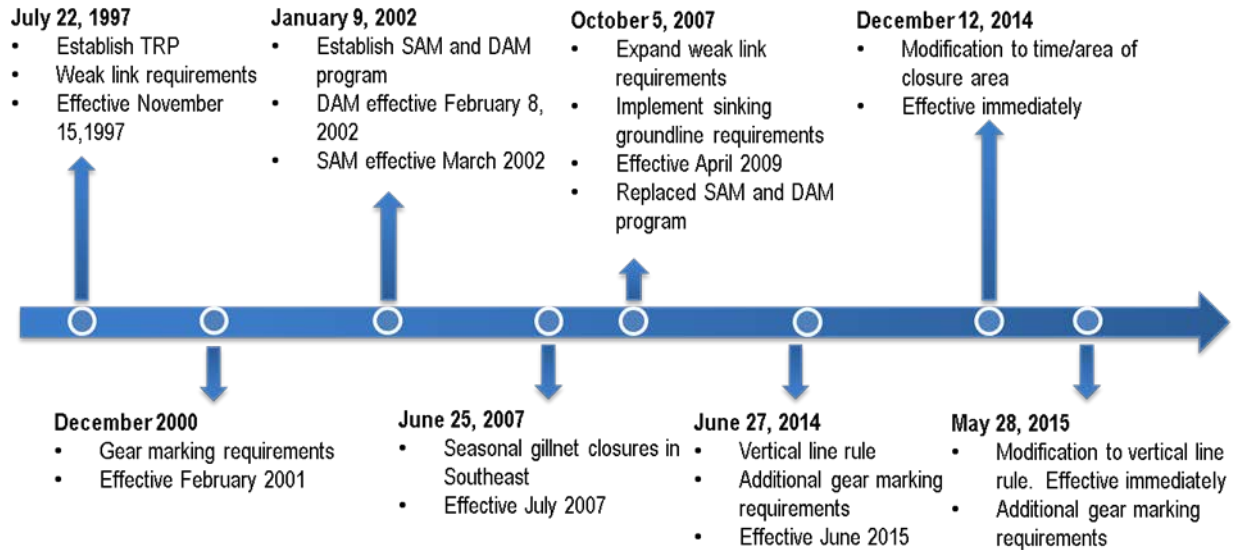 July 22, 1997
• Establish TRP
• Weak link requirements
• Effective November
15,1997
January 9, 2002
• Establish SAM and DAM
program
• DAM effective February 8,
2002
• SAM effective March 2002
October 5, 2007
• Expand weak link
requirements
• Implement sinking
groundline requirements
• Effective April 2009
• Replaced SAM and DAM
program
December 12, 2014
• Modification to time/area of
closure area
• Effective immediately
December 2000
• Gear marking requirements
• Effective February 2001
June 25, 2007
• Seasonal gillnet closures in
Southeast
• Effective July 2007
June 27, 2014
• Vertical line rule
• Additional gear marking
requirements
• Effective June 2015
May 28, 2015
• Modification to vertical line
rule. Effective immediately
• Additional gear marking
requirements